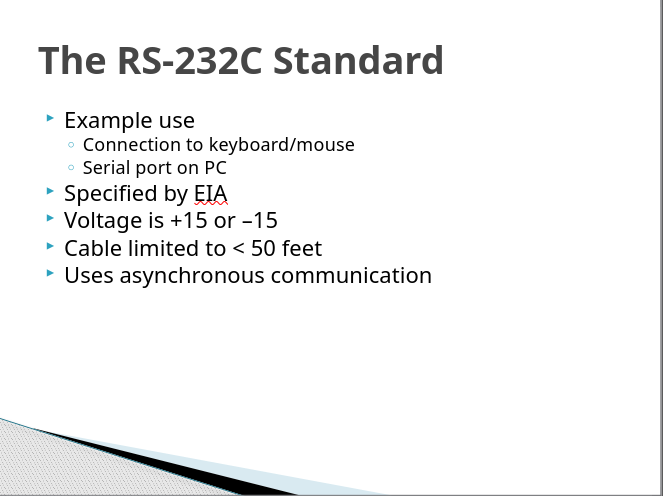 The RS-232C Standard
Example use
Connection to keyboard/mouse
Serial port on PC
Specified by EIA
Voltage is +15 or –15
Cable limited to < 50 feet
Uses asynchronous communication